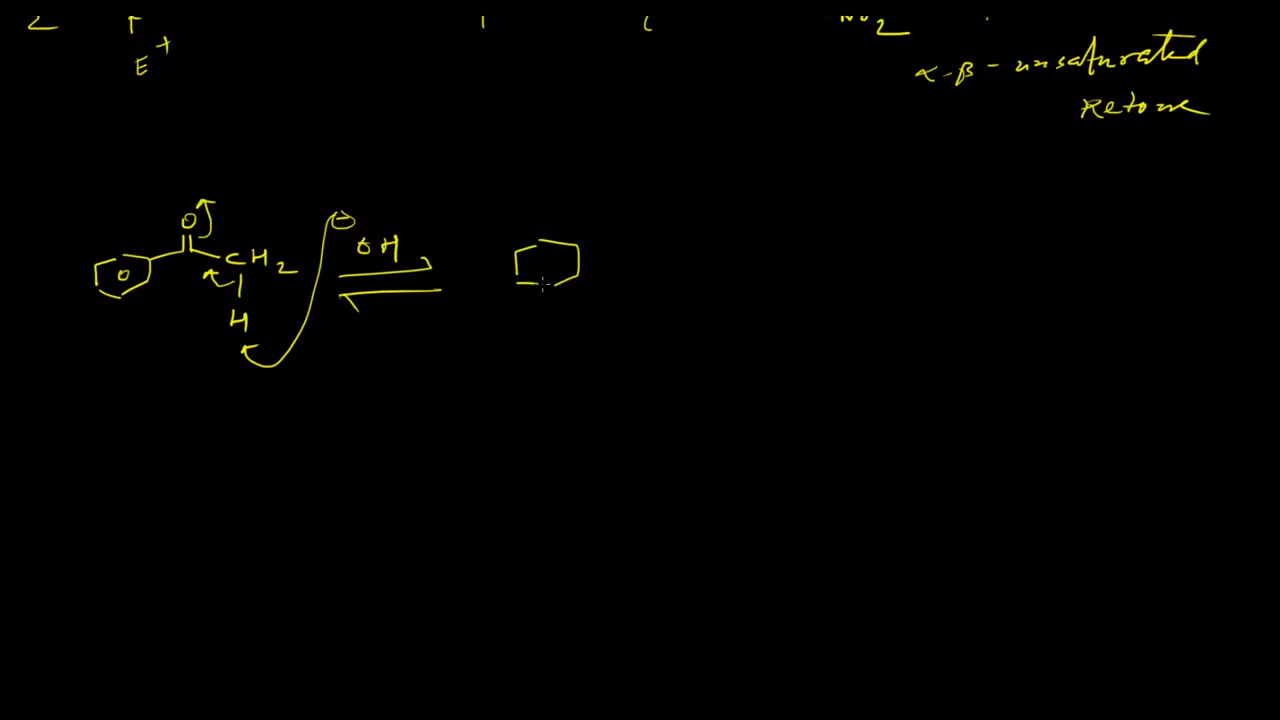 E+
NO2
α-β-unsaturated
Ketone
O
CH2
H
⊖
OH